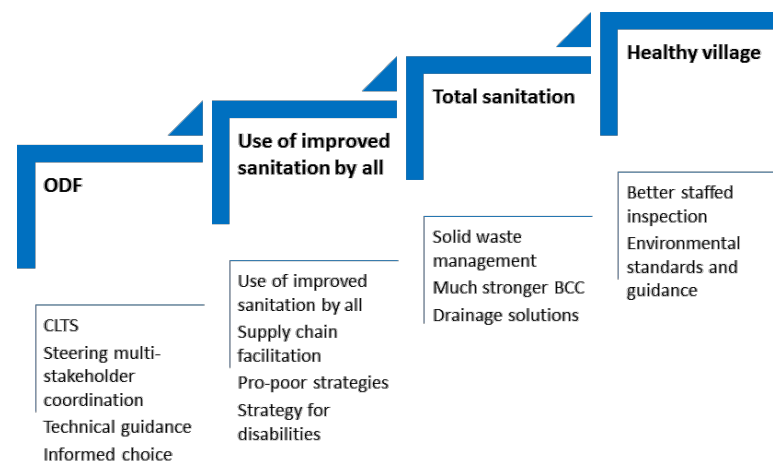 ODF
CLTS
Steering multi-
stakeholder
coordination
Technical guidance
Informed choice
Use of improved
sanitation by all
Use of improved
sanitation by all
Supply chain
facilitation
Pro-poor strategies
Strategy for
disabilities
Total sanitation
Solid waste
management
Much stronger BCC
Drainage solutions
Healthy village
Better staffed
inspection
Environmental
standards and
guidance